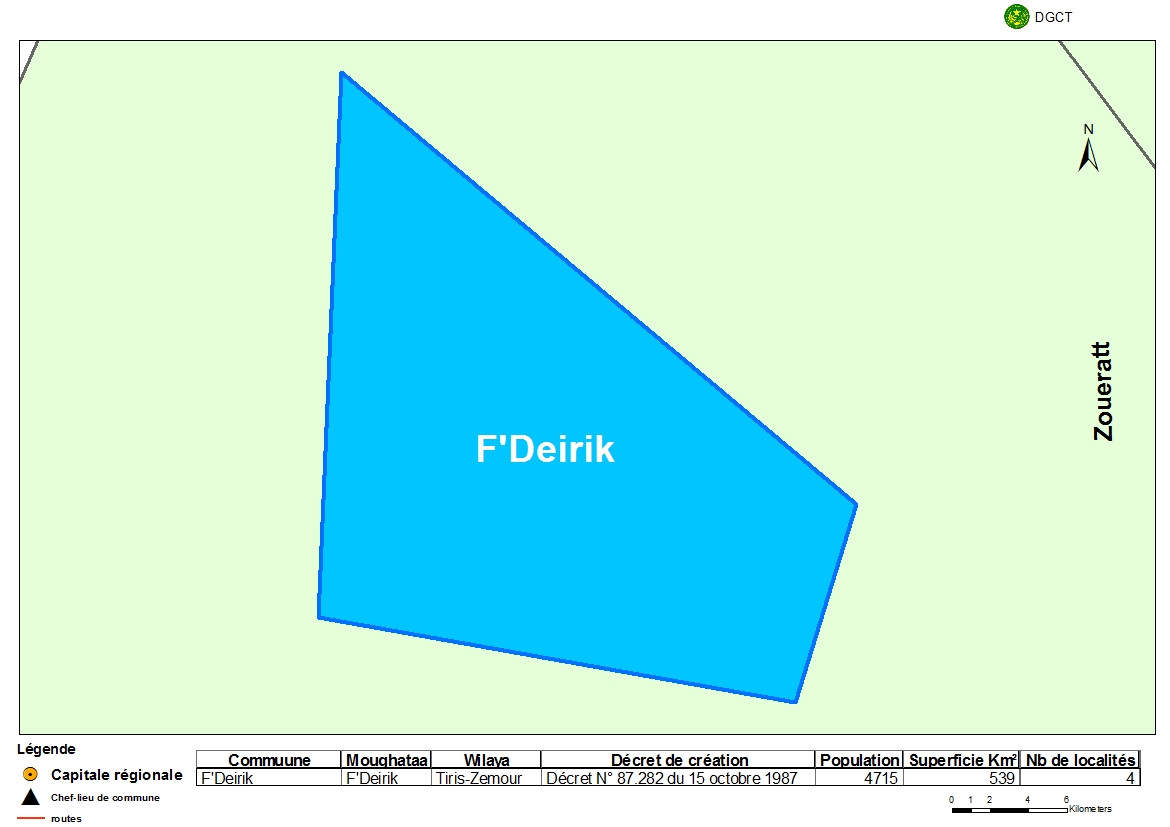 DGCT
N
Zoueratt
F'Deirik
Légende
Capitale régionale
Chef-lieu de commune
routes
Commuune Moughataa Wilaya Décret de création Population Superficie Km² Nb de localités
F'Deirik F'Deirik Tiris-Zemour Décret N° 87.282 du 15 octobre 1987 4715 539 4
0 1 2 4 6
Kilometers